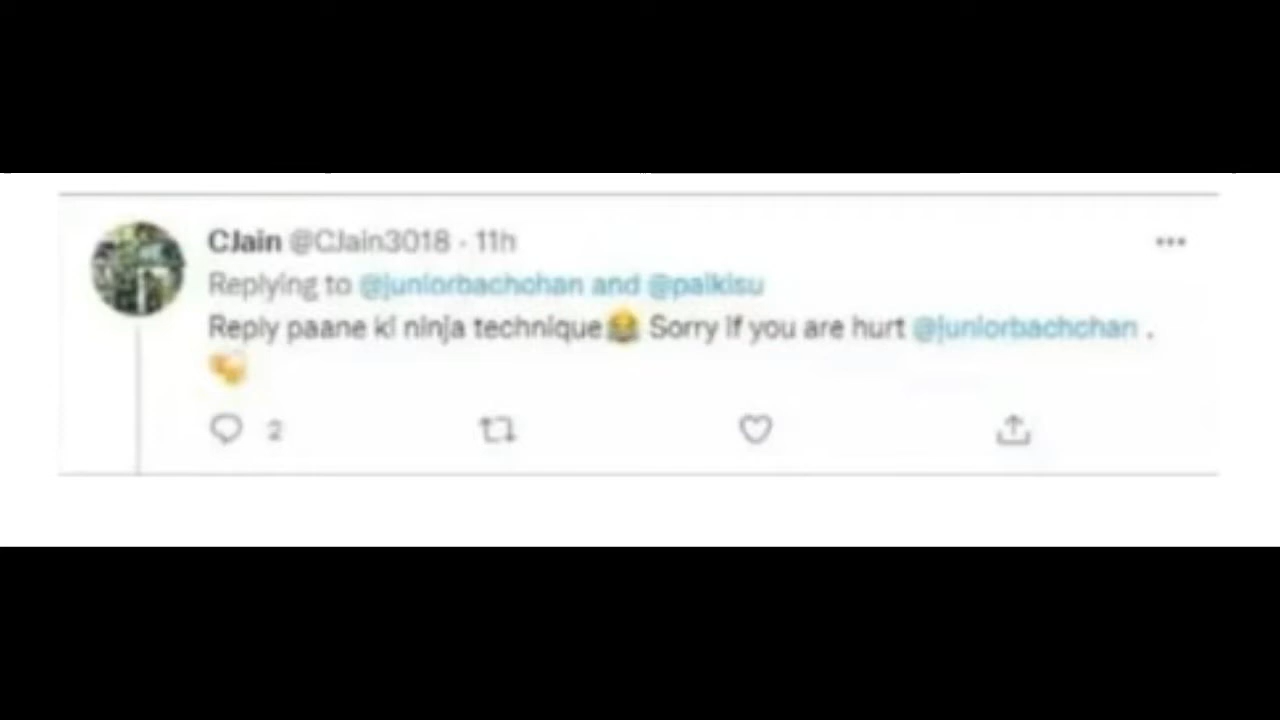 CJain @CJain3018 · 11h
Replying to @juniorbachchan and @palkisu
Reply paane ki ninja technique😂 Sorry if you are hurt @juniorbachchan .
2